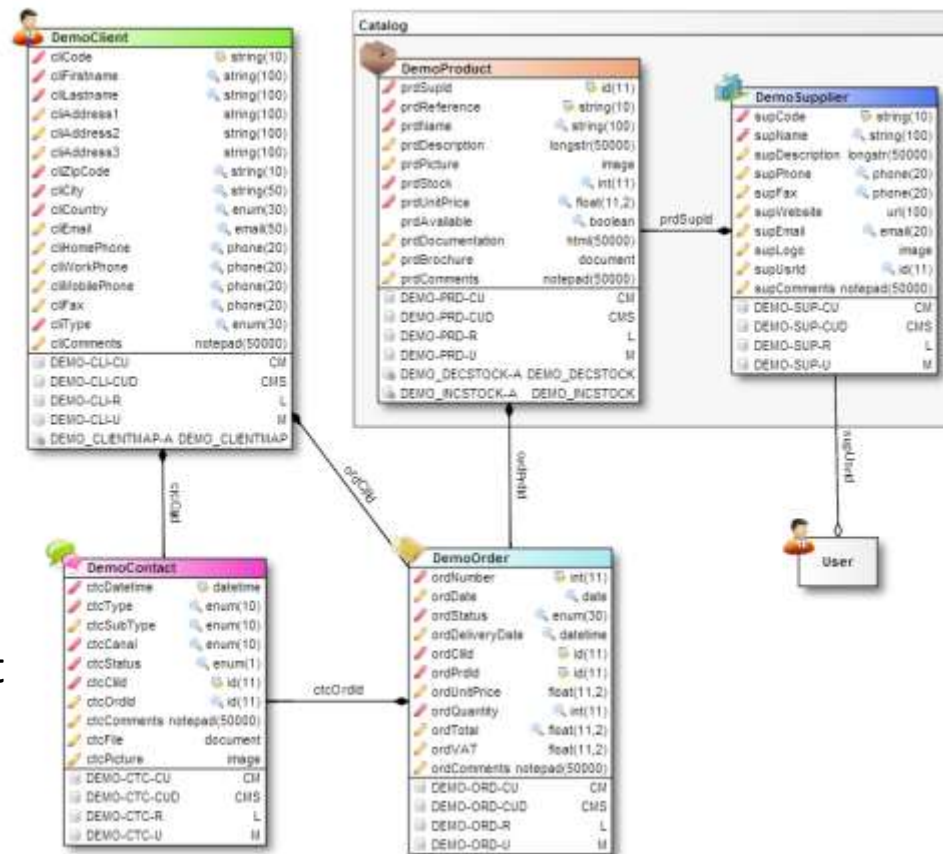 DemoClient
cliCode string(10)
cliFirstname string(100)
cliLastname string(100)
cliAddress1 string(100)
cliAddress2 string(100)
cliAddress3 string(100)
cliZipCode string(10)
cliCity string(50)
cliCountry enum(30)
cliEmail email(50)
cliHomePhone phone(20)
cliWorkPhone phone(20)
cliMobilePhone phone(20)
cliFax phone(20)
cliType enum(30)
cliComments notepad(50000)
DEMO-CLI-CU CM
DEMO-CLI-CUD CMS
DEMO-CLI-R L
DEMO-CLI-U M
DEMO_CLIENTMAP-A DEMO_CLIENTMAP
Catalog
DemoProduct
prdSupId id(11)
prdReference string(10)
prdName string(100)
prdDescription longstr(50000)
prdPicture image
prdStock int(11)
prdUnitPrice float(11,2)
prdAvailable boolean
prdDocumentation html(50000)
prdBrochure document
prdComments notepad(50000)
DEMO-PRD-CU CM
DEMO-PRD-CUD CMS
DEMO-PRD-R L
DEMO-PRD-U M
DEMO_DECSTOCK-A DEMO_DECSTOCK
DEMO_INCSTOCK-A DEMO_INCSTOCK
prdSupId
DemoSupplier
supCode string(10)
supName string(100)
supDescription longstr(50000)
supPhone phone(20)
supFax phone(20)
supWebsite url(100)
supEmail email(20)
supLogo image
supUsrId id(11)
supComments notepad(50000)
DEMO-SUP-CU CM
DEMO-SUP-CUD CMS
DEMO-SUP-R L
DEMO-SUP-U M
ctcCliId
ordCliId
ordPrdId
supUsrId
User
DemoContact
ctcDatetime datetime
ctcType enum(10)
ctcSubType enum(10)
ctcCanal enum(10)
ctcStatus enum(1)
ctcCliId id(11)
ctcOrdId id(11)
ctcComments notepad(50000)
ctcFile document
ctcPicture image
DEMO-CTC-CU CM
DEMO-CTC-CUD CMS
DEMO-CTC-R L
DEMO-CTC-U M
t
ctcOrdId
DemoOrder
ordNumber int(11)
ordDate date
ordStatus enum(30)
ordDeliveryDate datetime
ordCliId id(11)
ordPrdId id(11)
ordUnitPrice float(11,2)
ordQuantity int(11)
ordTotal float(11,2)
ordVAT float(11,2)
ordComments notepad(50000)
DEMO-ORD-CU CM
DEMO-ORD-CUD CMS
DEMO-ORD-R L
DEMO-ORD-U M